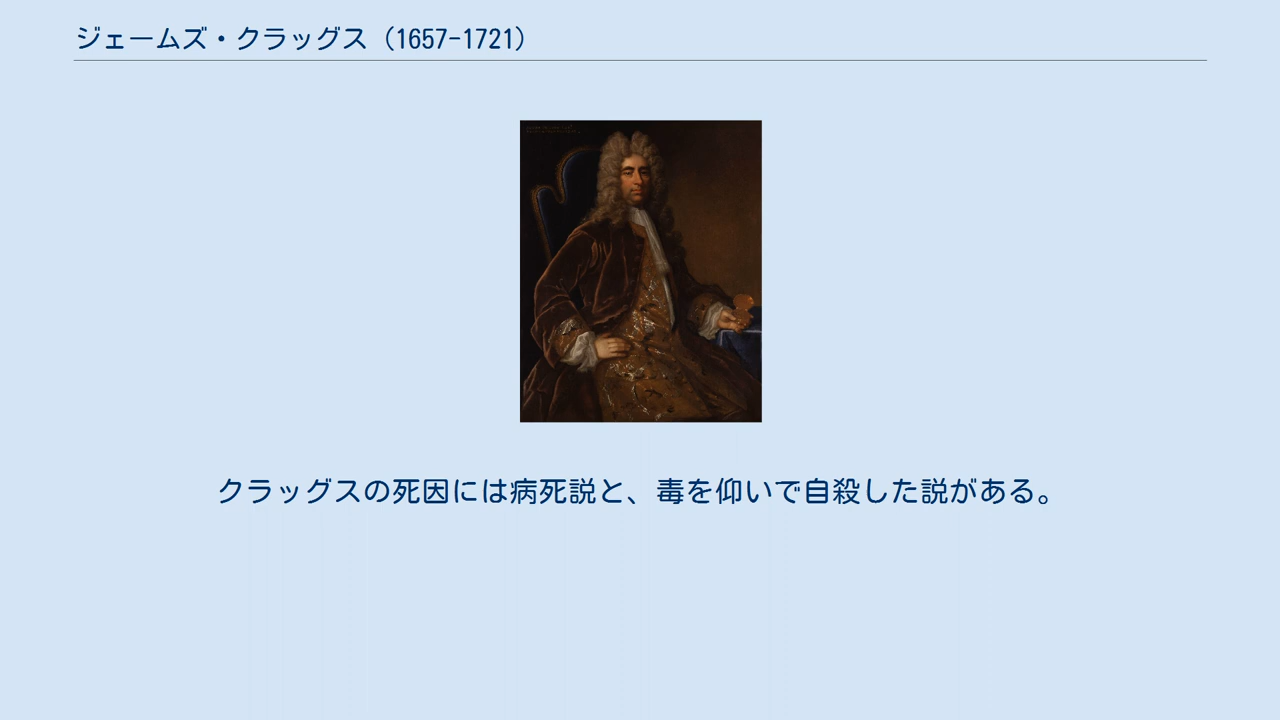 ジェームズ・クラッグス（1657-1721）
クラッグスの死因には病死説と、毒を仰いで自殺した説がある。